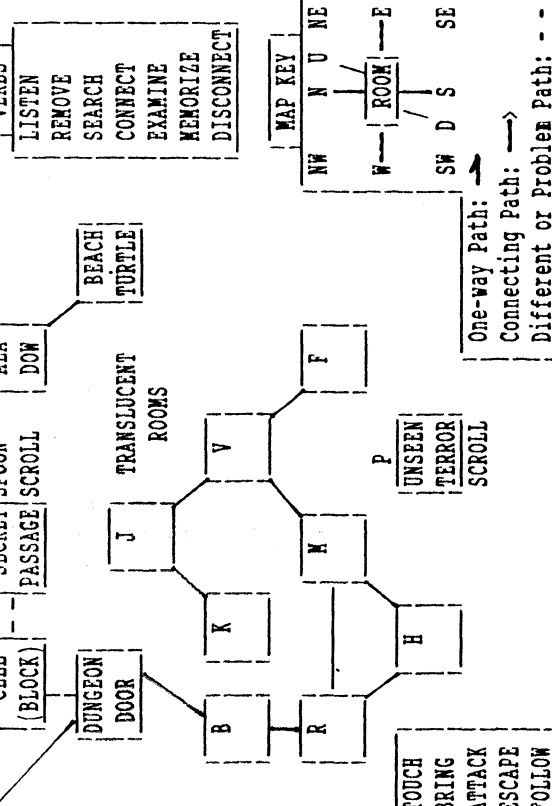 CELL
(BLOCK)
SECRET SPOON
PASSAGE SCROLL
DOW
DUNGEON
DOOR
BEACH
TURTLE
TRANSLUCENT
ROOMS
B
K
J
V
R
M
F
H
P
UNSEEN
TERROR
SCROLL
VERBS
LISTEN
REMOVE
SEARCH
CONNECT
EXAMINE
MEMORIZE
DISCONNECT
MAP KEY
NW N U NE
W ROOM E
SW D S SE
One-way Path:
Connecting Path:
Different or Problem Path: - -
TOUCH
BRING
ATTACK
ESCAPE
FOLLOW